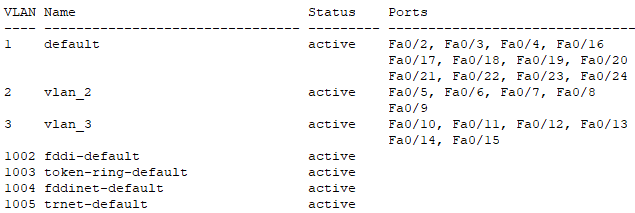 VLAN Name                             Status    Ports
---- -------------------------------- --------- -------------------------------
1    default                          active    Fa0/2, Fa0/3, Fa0/4, Fa0/16
                                                Fa0/17, Fa0/18, Fa0/19, Fa0/20
                                                Fa0/21, Fa0/22, Fa0/23, Fa0/24
2    vlan_2                           active    Fa0/5, Fa0/6, Fa0/7, Fa0/8
                                                Fa0/9
3    vlan_3                           active    Fa0/10, Fa0/11, Fa0/12, Fa0/13
                                                Fa0/14, Fa0/15
1002 fddi-default                     active
1003 token-ring-default               active
1004 fddinet-default                  active
1005 trnet-default                    active